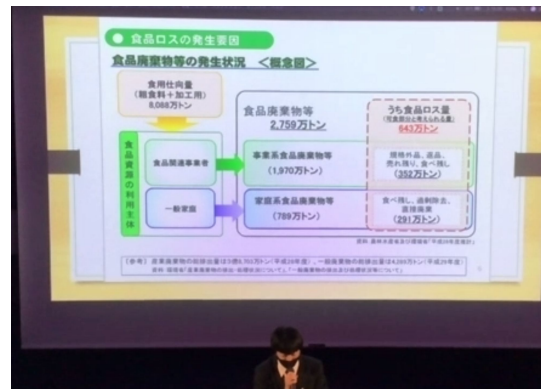 食品ロスの発生要因
食品廃棄物等の発生状況 <概念図>
食用仕向量
(粗食料+加工用)
8,088万トン
食品廃棄物等
2,759万トン
うち食品ロス量
(可食部分と考えられる量)
643万トン
食品資源の利用主体
食品関連事業者
事業系食品廃棄物等
(1,970万トン)
規格外品、返品、
売れ残り、食べ残し
(352万トン)
一般家庭
家庭系食品廃棄物等
(789万トン)
食べ残し、過剰除去、
直接廃棄
(291万トン)